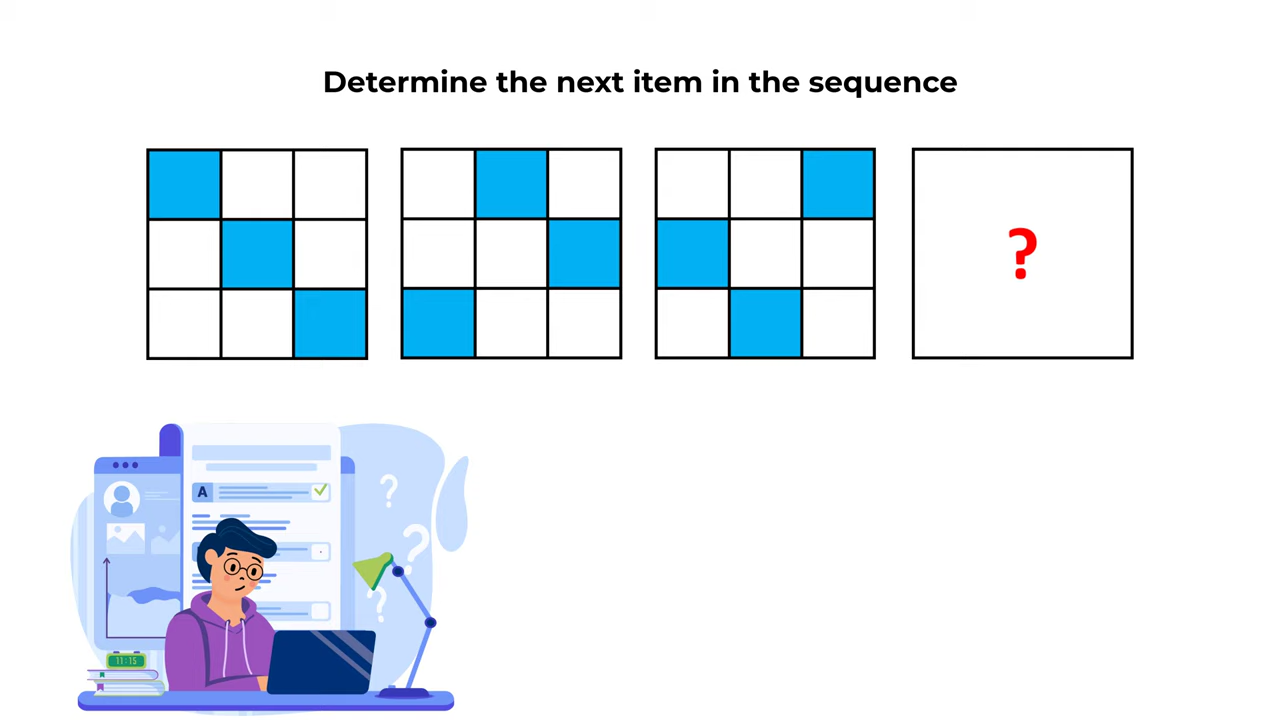 Determine the next item in the sequence
?
A
?
?
?
11:15